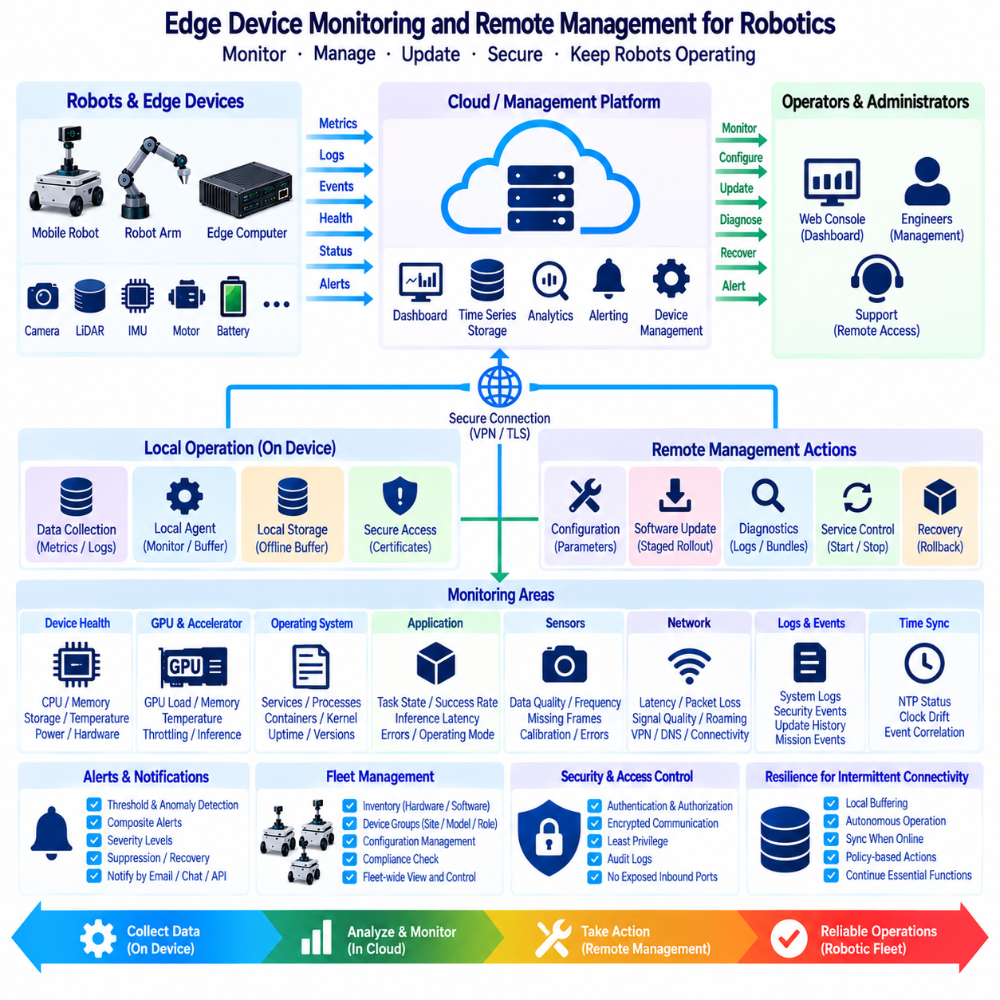 Edge Device Monitoring and Remote Management for Robotics
Monitor · Manage · Update · Secure · Keep Robots Operating
Robots & Edge Devices
Mobile Robot
Robot Arm
Edge Computer
Camera
LiDAR
IMU
Motor
Battery
...
Metrics
Logs
Events
Health
Status
Alerts
Cloud / Management Platform
Dashboard
Time Series
Storage
Analytics
Alerting
Device
Management
Monitor
Configure
Update
Diagnose
Recover
Alert
Operators & Administrators
Web Console
(Dashboard)
Engineers
(Management)
Support
(Remote Access)
Secure Connection
(VPN / TLS)
Local Operation (On Device)
Data Collection
(Metrics / Logs)
Local Agent
(Monitor / Buffer)
Local Storage
(Offline Buffer)
Secure Access
(Certificates)
Remote Management Actions
Configuration
(Parameters)
Software Update
(Staged Rollout)
Diagnostics
(Logs / Bundles)
Service Control
(Start / Stop)
Recovery
(Rollback)
Monitoring Areas
Device Health
CPU / Memory
Storage / Temperature
Power / Hardware
GPU & Accelerator
GPU
GPU Load / Memory
Temperature
Throttling / Inference
Operating System
Services / Processes
Containers / Kernel
Uptime / Versions
Application
Task State / Success Rate
Inference Latency
Errors / Operating Mode
Sensors
Data Quality / Frequency
Missing Frames
Calibration / Errors
Network
Latency / Packet Loss
Signal Quality / Roaming
VPN / DNS / Connectivity
Logs & Events
System Logs
Security Events
Update History
Mission Events
Time Sync
NTP Status
Clock Drift
Event Correlation
Alerts & Notifications
Threshold & Anomaly Detection
Composite Alerts
Severity Levels
Suppression / Recovery
Notify by Email / Chat / API
Fleet Management
Inventory (Hardware / Software)
Device Groups (Site / Model / Role)
Configuration Management
Compliance Check
Fleet-wide View and Control
Security & Access Control
Authentication & Authorization
Encrypted Communication
Least Privilege
Audit Logs
No Exposed Inbound Ports
Resilience for Intermittent Connectivity
Local Buffering
Autonomous Operation
Sync When Online
Policy-based Actions
Continue Essential Functions
Collect Data
(On Device)
Analyze & Monitor
(In Cloud)
Take Action
(Remote Management)
Reliable Operations
(Robotic Fleet)